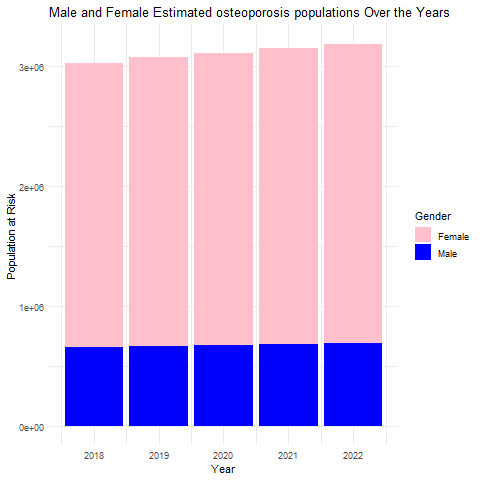 Male and Female Estimated osteoporosis populations Over the Years
Population at Risk
3e+06
2e+06
1e+06
0e+00
2018 2019 2020 2021 2022
Year
Gender
Female
Male